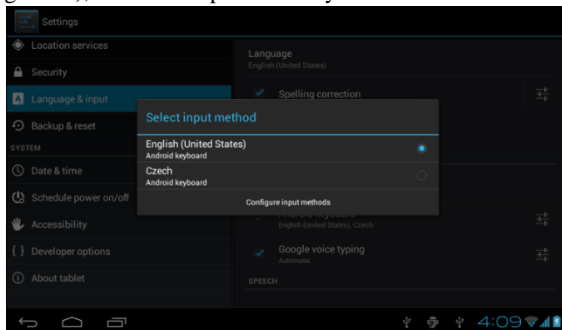 Settings
Location services
Security
Language & input
Backup & reset
SYSTEM
Date & time
Schedule power on/off
Accessibility
{ } Developer options
About tablet
Language
English (United States)
Spelling correction
Select input method
English (United States)
Android keyboard
Czech
Android keyboard
Configure input methods
Android keyboard
English (United States), Czech
Google voice typing
Automatic
SPEECH
4:09